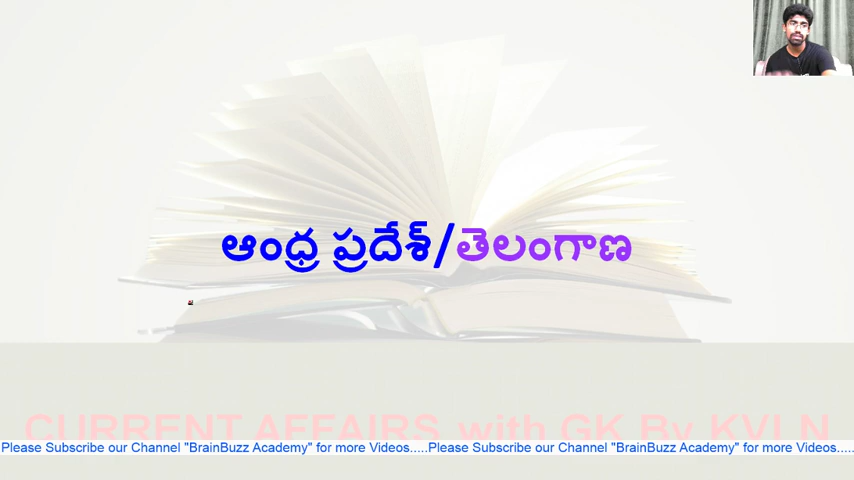 ఆంధ్ర ప్రదేశ్/తెలంగాణ
CURRENT AFFAIRS with GK By KVLN
Please Subscribe our Channel "BrainBuzz Academy" for more Videos.....Please Subscribe our Channel "BrainBuzz Academy" for more Videos.....